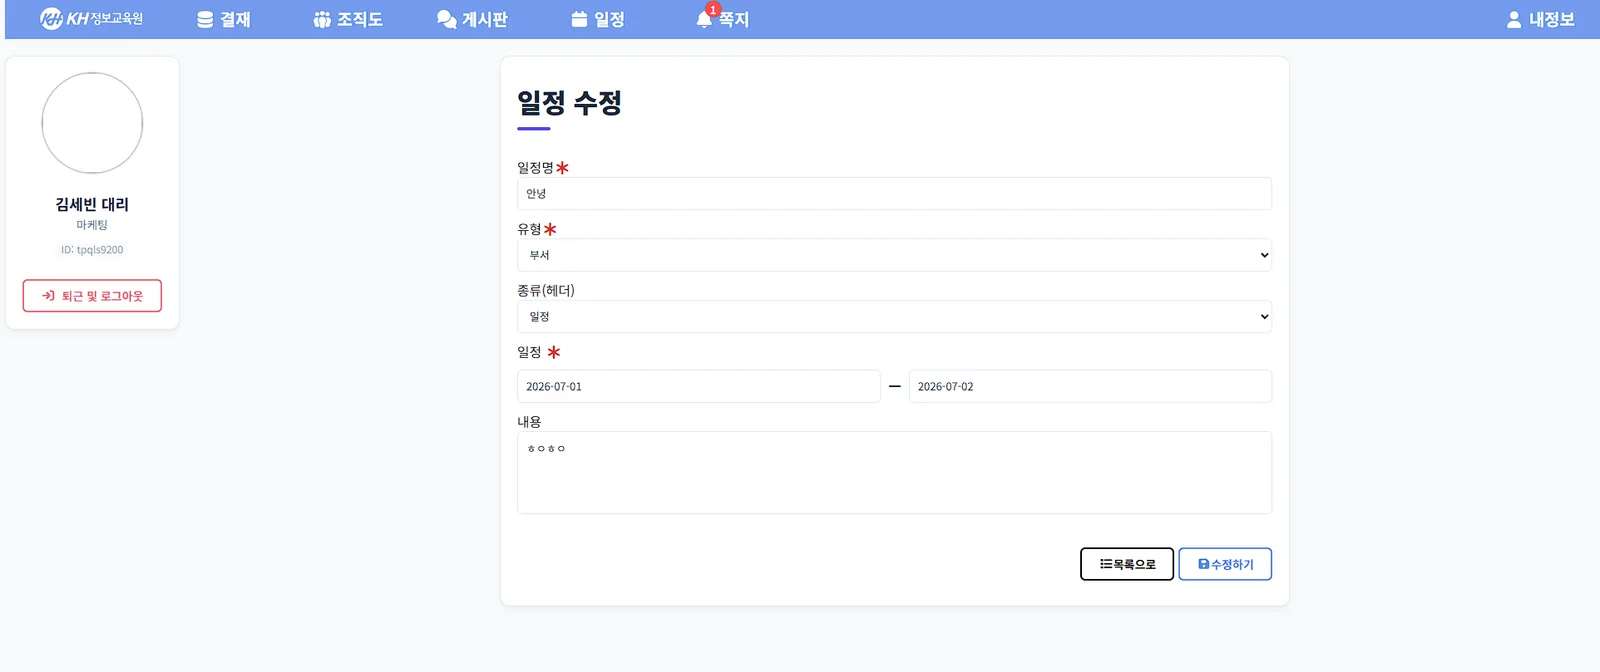 KH 정보교육원
결재
조직도
게시판
일정
1
쪽지
내정보
김세빈 대리
마케팅
ID: tpqls9200
퇴근 및 로그아웃
일정 수정
일정명*
안녕
유형*
부서
종류(헤더)
일정
일정 *
2026-07-01 — 2026-07-02
내용
ㅎㅇㅎㅇ
목록으로
수정하기